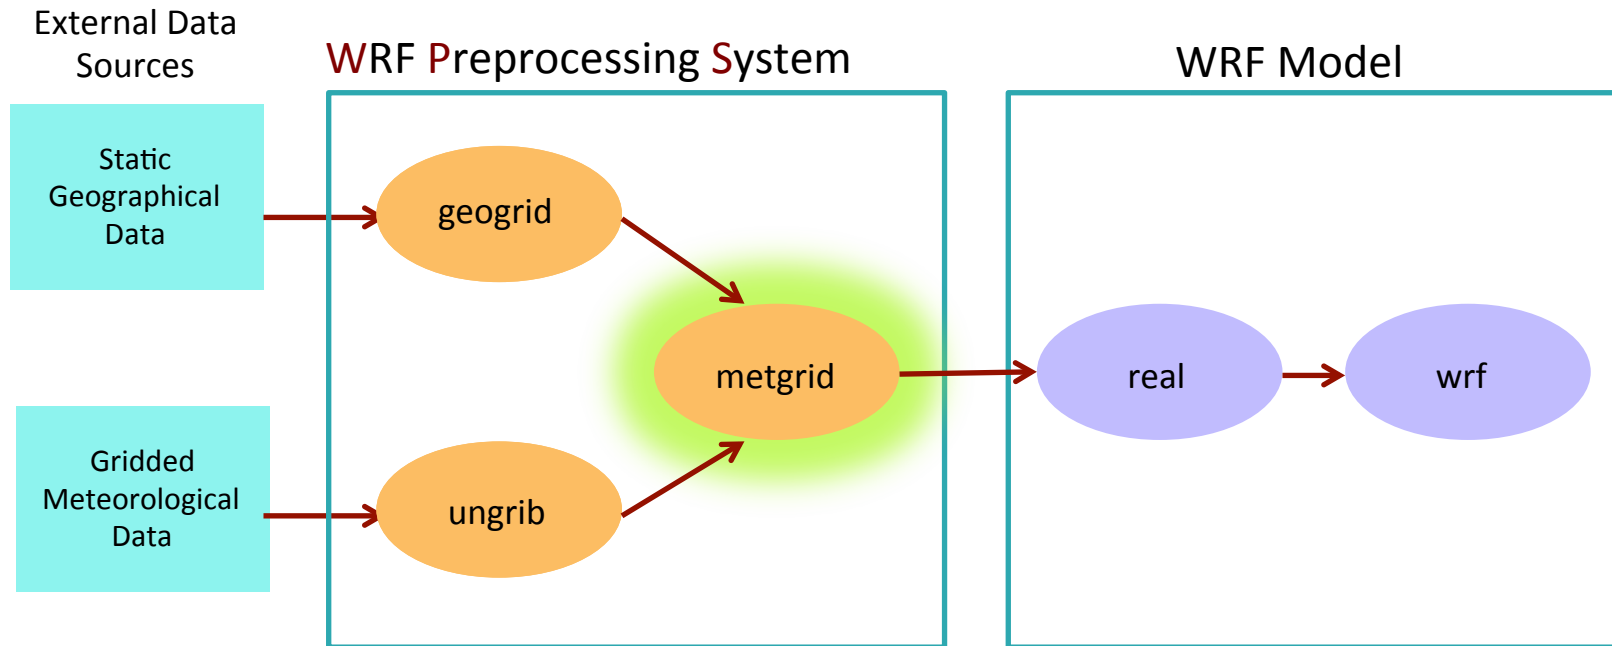 External Data
Sources
WRF Preprocessing System
WRF Model
Static
Geographical
Data
geogrid
metgrid
real
wrf
Gridded
Meteorological
Data
ungrib